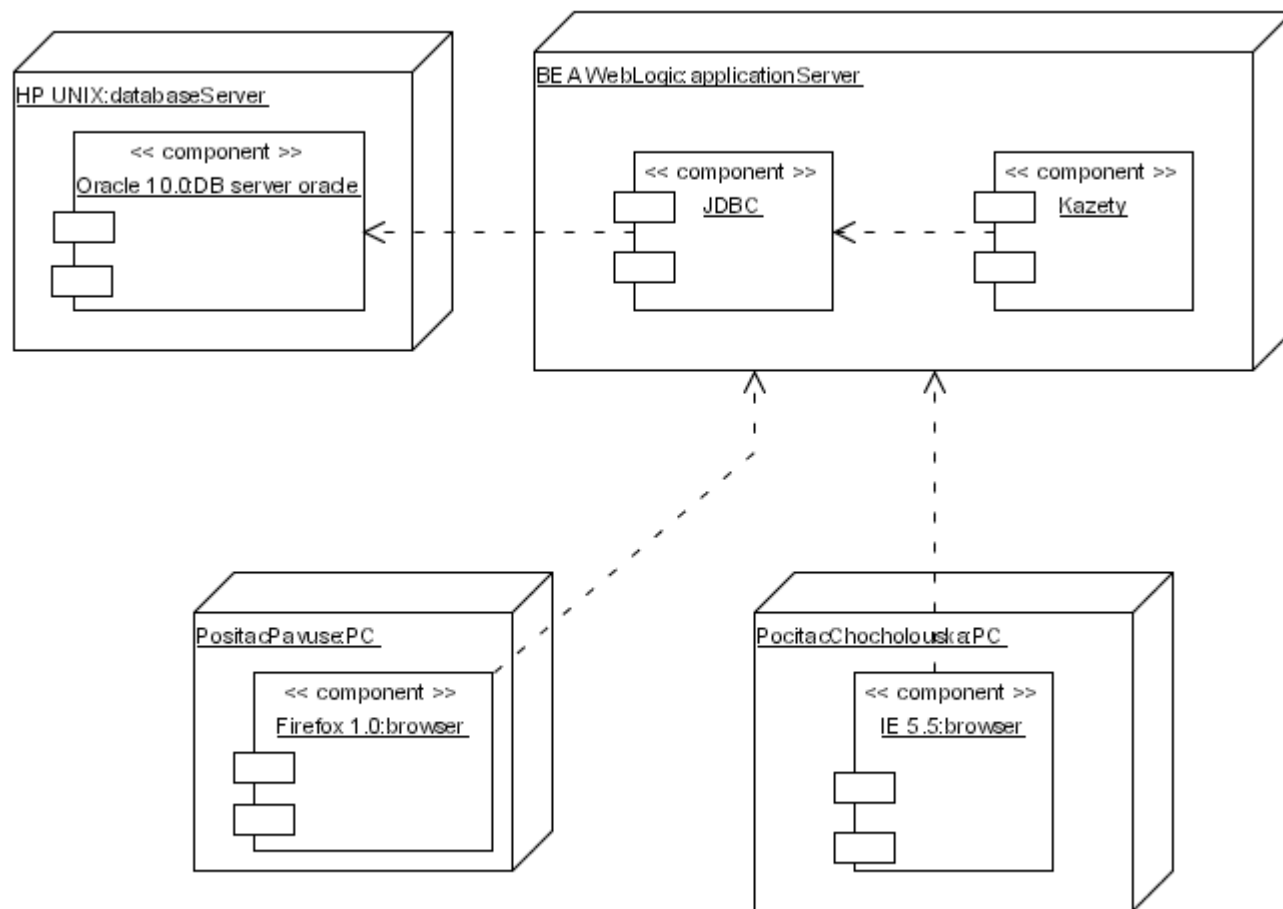 HP UNIX:databaseServer
<< component >>
Oracle 10.0:DB server oracle
BEA WebLogic:applicationServer
<< component >>
JDBC
<< component >>
Kazety
PositacPavuse:PC
<< component >>
Firefox 1.0:browser
PocitacChocholouska:PC
<< component >>
IE 5.5:browser